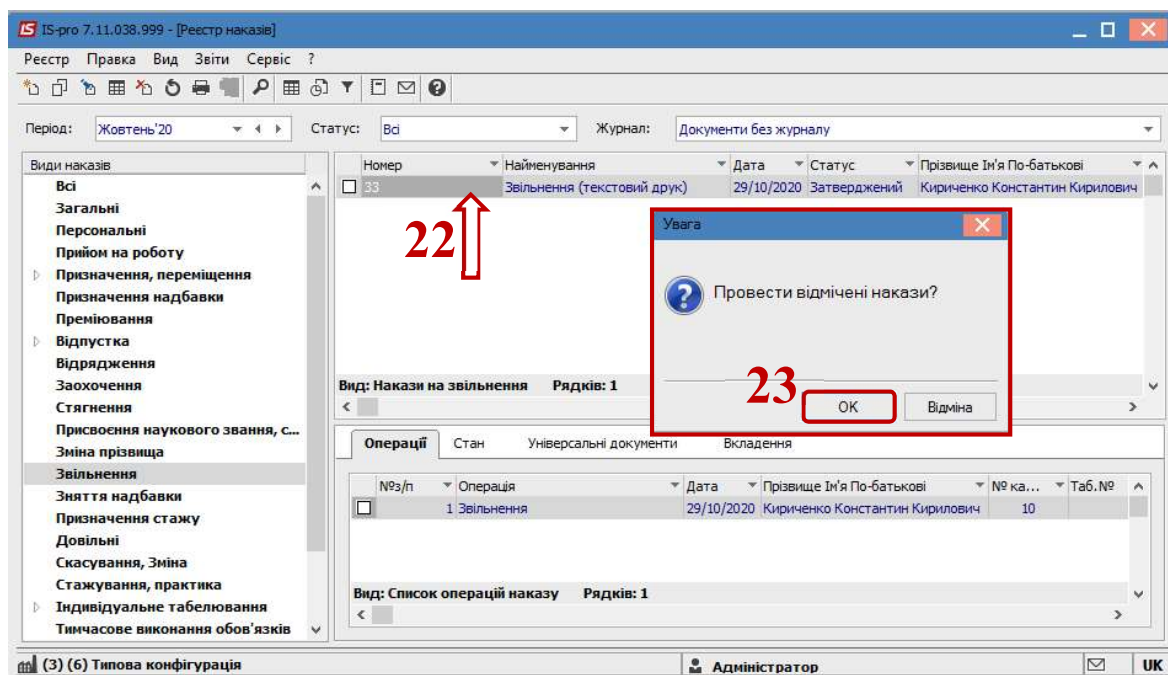 IS-pro 7.11.038.999 - [Реєстр наказів]
Реєстр Правка Вид Звіти Сервіс ?
Період: Жовтень'20 Статус: Всі Журнал: Документи без журналу
Види наказів
Всі
Загальні
Персональні
Прийом на роботу
Призначення, переміщення
Призначення надбавки
Преміювання
Відпустка
Відрядження
Заохочення
Стягнення
Присвоєння наукового звання, с...
Зміна прізвища
Звільнення
Зняття надбавки
Призначення стажу
Довільні
Скасування, Зміна
Стажування, практика
Індивідуальне табелювання
Тимчасове виконання обов'язків
Номер Найменування Дата Статус Прізвище Ім'я По-батькові
33 Звільнення (текстовий друк) 29/10/2020 Затверджений Кириченко Константин Кирилович
22
Вид: Накази на звільнення Рядків: 1
Увага
Провести відмічені накази?
23
OK Відміна
Операції Стан Універсальні документи Вкладення
№з/п Операція Дата Прізвище Ім'я По-батькові № ка... Таб.№
1 Звільнення 29/10/2020 Кириченко Константин Кирилович 10
Вид: Список операцій наказу Рядків: 1
(3) (6) Типова конфігурація Адміністратор UK